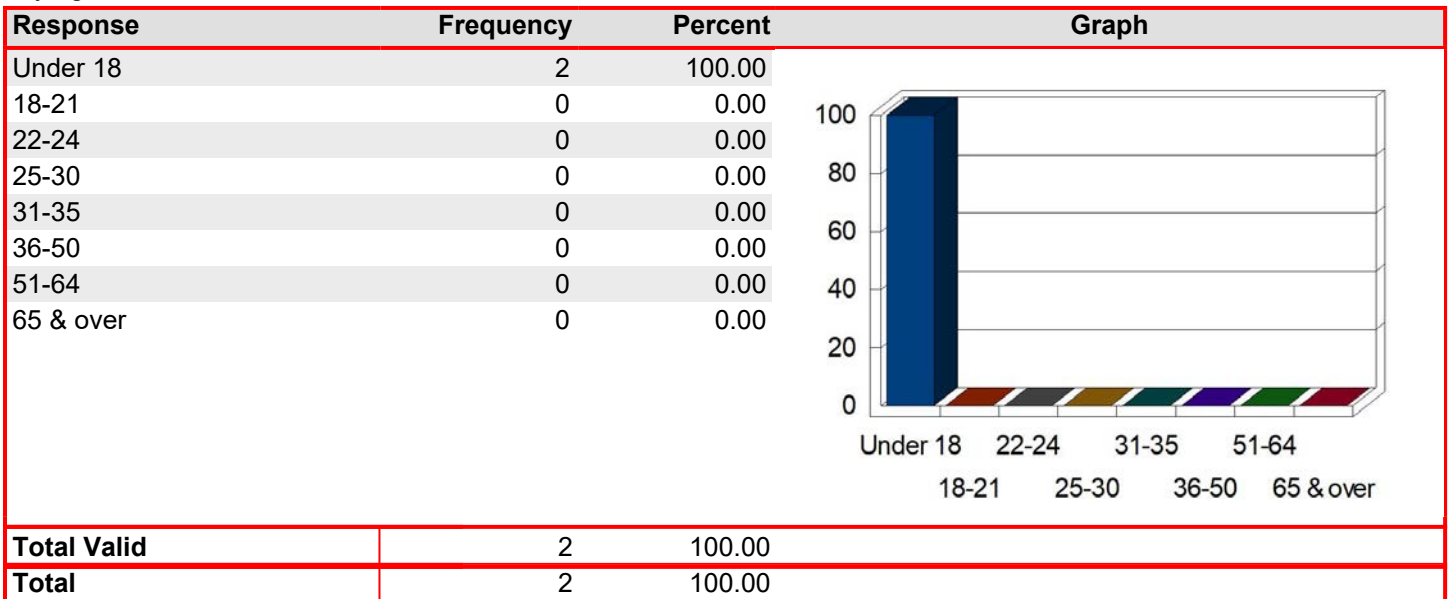 Response Frequency Percent Graph
Under 18 2 100.00
18-21 0 0.00
22-24 0 0.00
25-30 0 0.00
31-35 0 0.00
36-50 0 0.00
51-64 0 0.00
65 & over 0 0.00
100
80
60
40
20
0
Under 18 22-24 31-35 51-64
18-21 25-30 36-50 65 & over
Total Valid 2 100.00
Total 2 100.00